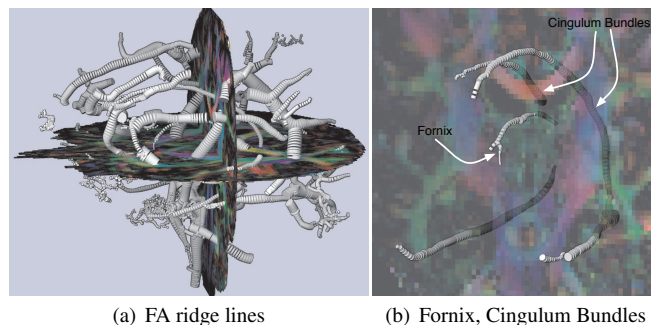 Cingulum Bundles
Fornix
(a) FA ridge lines
(b) Fornix, Cingulum Bundles